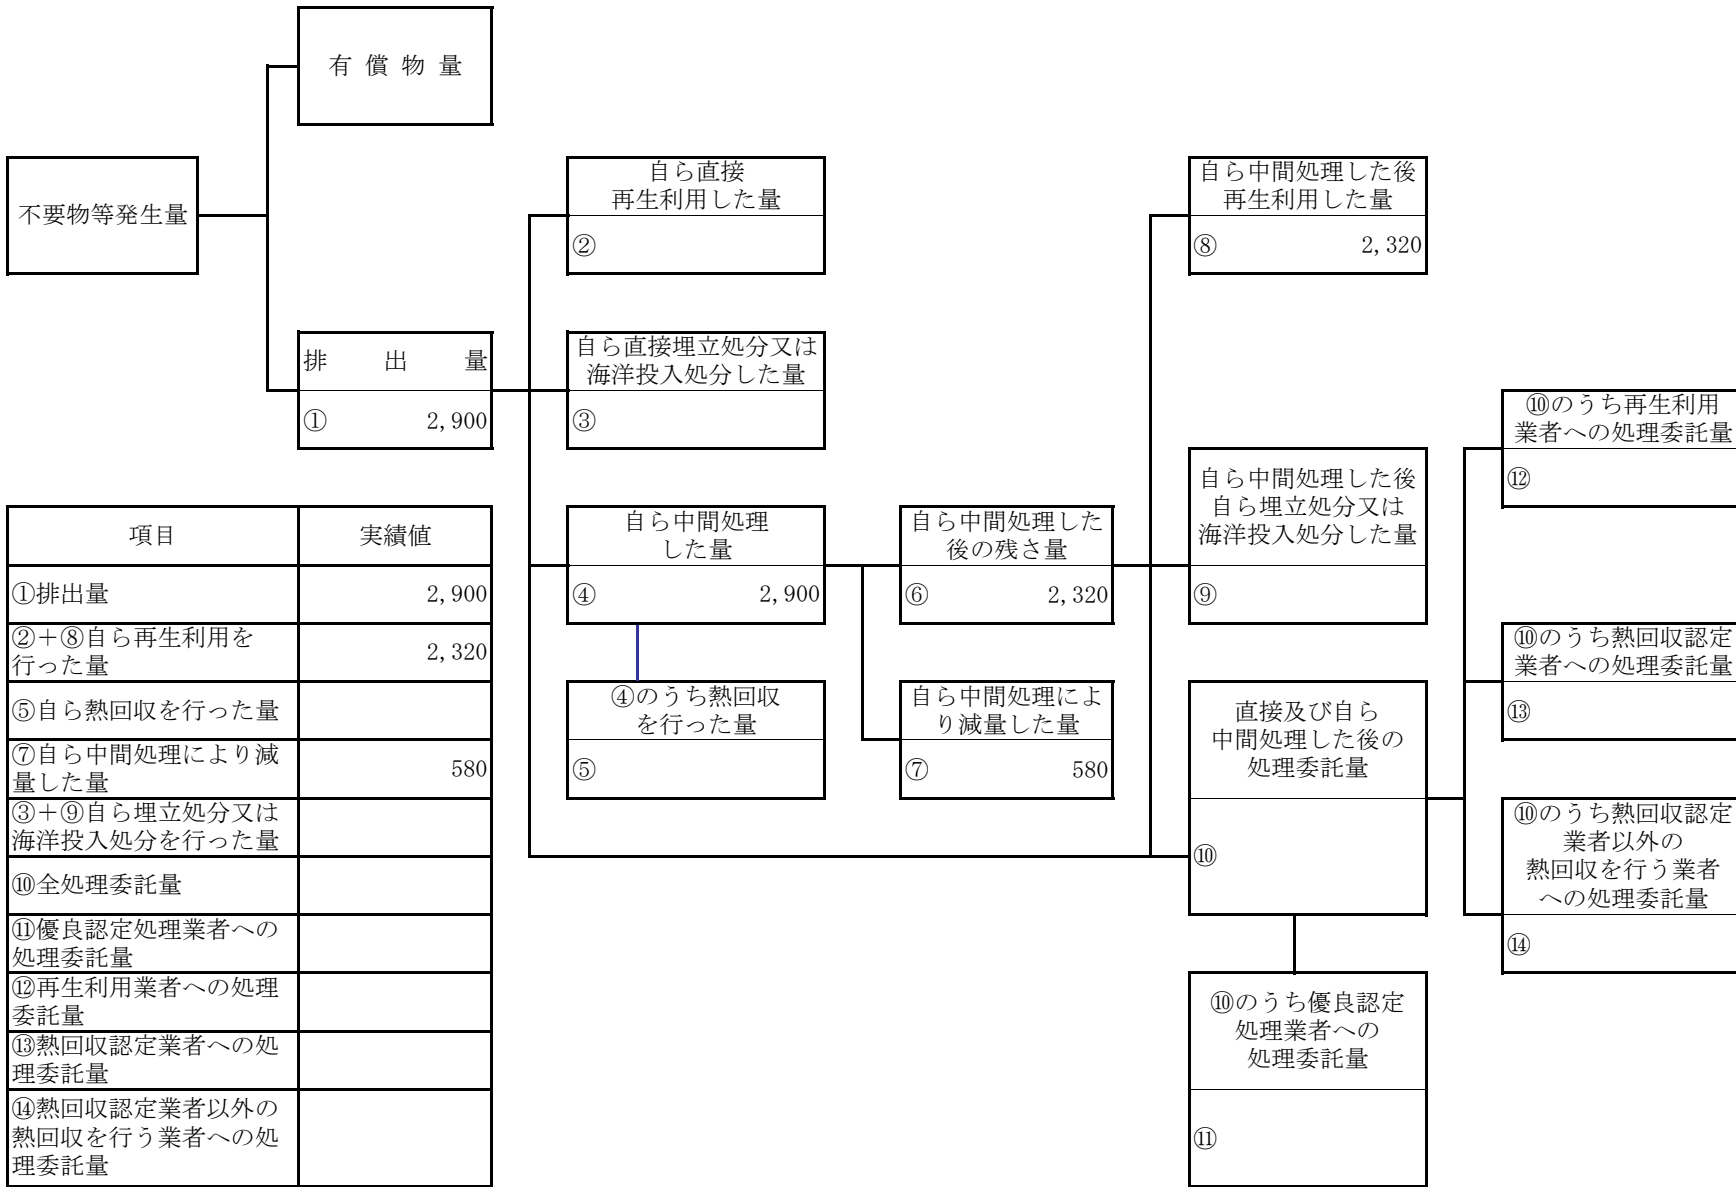 有 償 物 量
不要物等発生量
自ら直接
再生利用した量
②
自ら中間処理した後
再生利用した量
⑧ 2,320
排 出 量
① 2,900
自ら直接埋立処分又は
海洋投入処分した量
③
⑩のうち再生利用
業者への処理委託量
⑫
自ら中間処理した後
自ら埋立処分又は
海洋投入処分した量
⑨
自ら中間処理
した量
④ 2,900
自ら中間処理した
後の残さ量
⑥ 2,320
⑩のうち熱回収認定
業者への処理委託量
⑬
④のうち熱回収
を行った量
⑤
自ら中間処理によ
り減量した量
⑦ 580
直接及び自ら
中間処理した後の
処理委託量
⑩
⑩のうち熱回収認定
業者以外の
熱回収を行う業者
への処理委託量
⑭
⑩のうち優良認定
処理業者への
処理委託量
⑪
項目 実績値
①排出量 2,900
②＋⑧自ら再生利用を
行った量 2,320
⑤自ら熱回収を行った量
⑦自ら中間処理により減
量した量 580
③＋⑨自ら埋立処分又は
海洋投入処分を行った量
⑩全処理委託量
⑪優良認定処理業者への
処理委託量
⑫再生利用業者への処理
委託量
⑬熱回収認定業者への処
理委託量
⑭熱回収認定業者以外の
熱回収を行う業者への処
理委託量